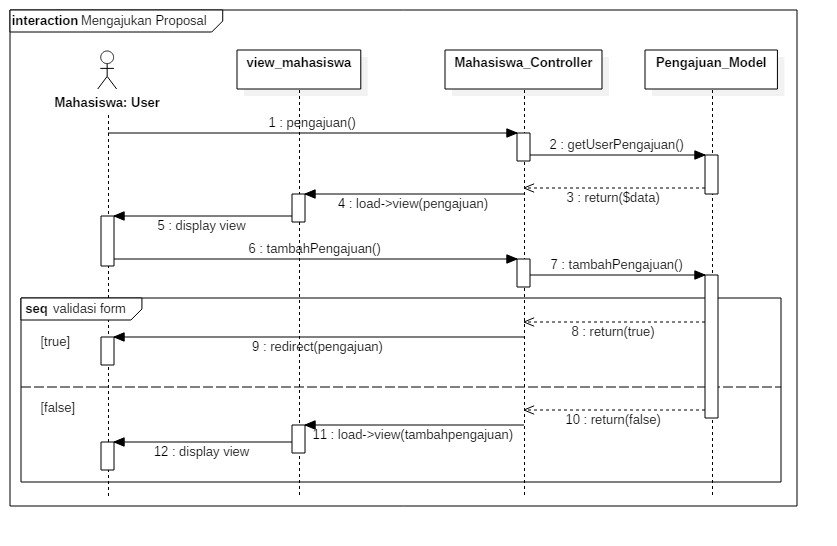 interaction Mengajukan Proposal
Mahasiswa: User
view_mahasiswa
Mahasiswa_Controller
Pengajuan_Model
1 : pengajuan()
2 : getUserPengajuan()
3 : return($data)
4 : load->view(pengajuan)
5 : display view
6 : tambahPengajuan()
7 : tambahPengajuan()
seq validasi form
8 : return(true)
[true]
9 : redirect(pengajuan)
[false]
10 : return(false)
11 : load->view(tambahpengajuan)
12 : display view